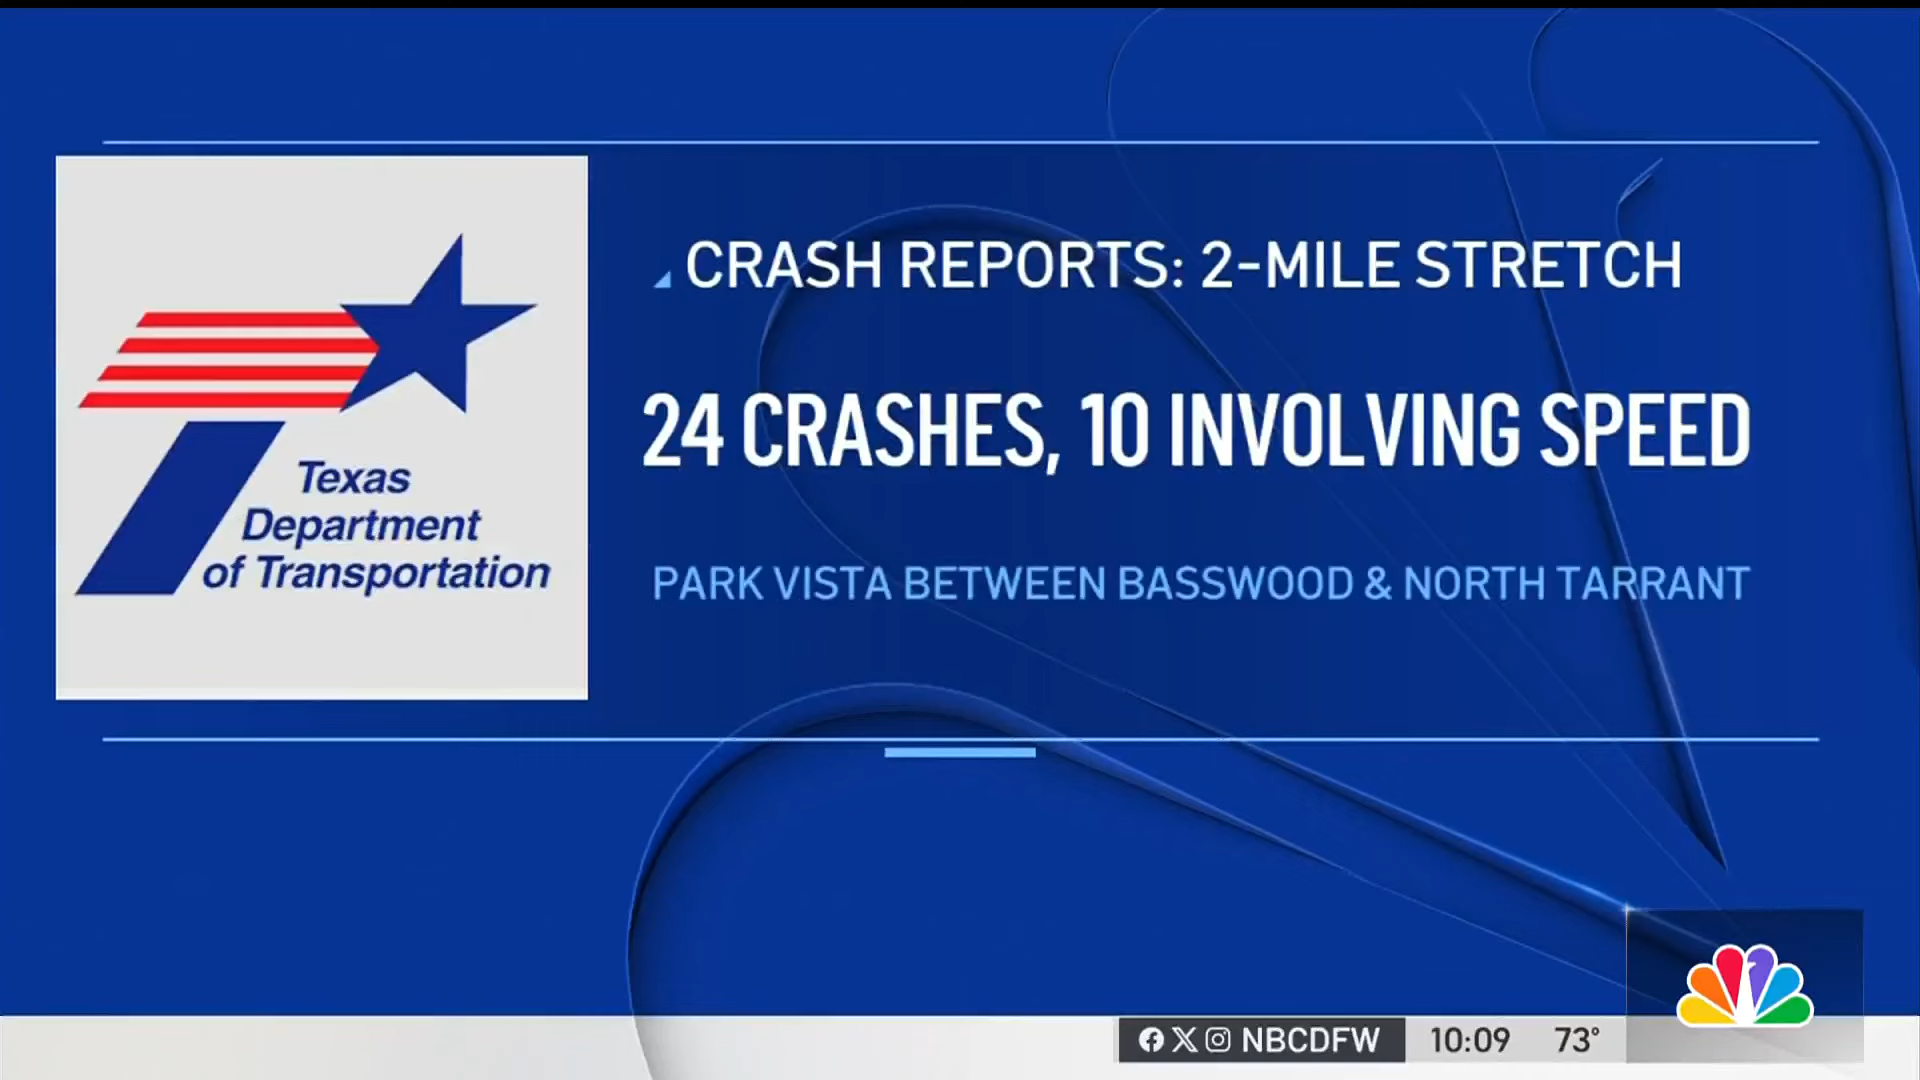 CRASH REPORTS: 2-MILE STRETCH
24 CRASHES, 10 INVOLVING SPEED
PARK VISTA BETWEEN BASSWOOD & NORTH TARRANT
Texas
Department
of Transportation
NBCDFW 10:09 73°